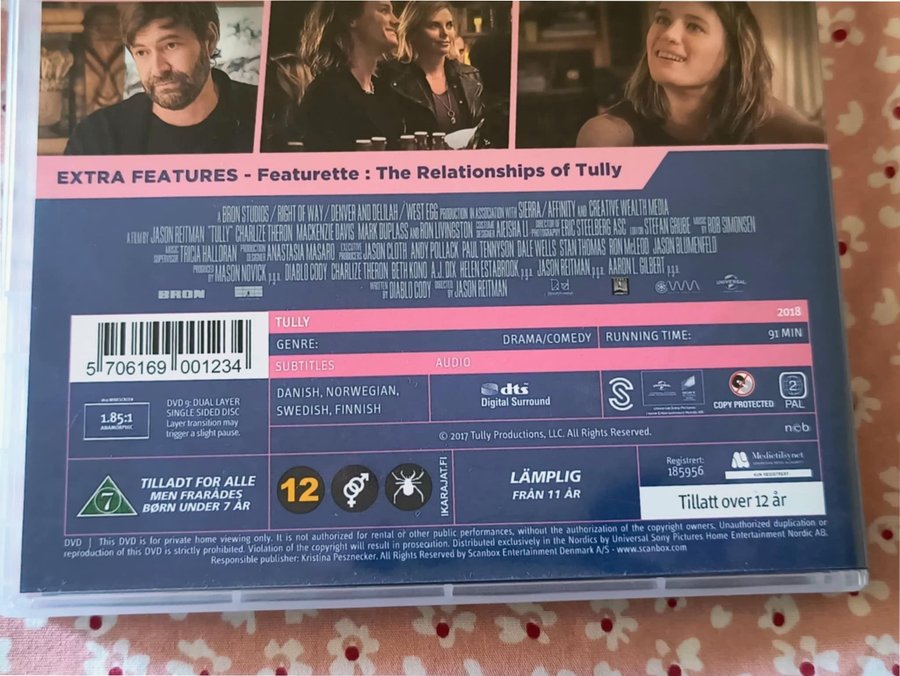 EXTRA FEATURES - Featurette : The Relationships of Tully
A BRON STUDIOS / RIGHT OF WAY / DENVER AND DELILAH / WEST EGG PRODUCTION IN ASSOCIATION WITH SIERRA / AFFINITY AND CREATIVE WEALTH MEDIA
A FILM BY JASON REITMAN "TULLY" CHARLIZE THERON MACKENZIE DAVIS MARK DUPLASS AND RON LIVINGSTON COSTUME DESIGNER AIEISHA LI DIRECTOR OF PHOTOGRAPHY ERIC STEELBERG ASC EDITOR STEFAN GRUBE MUSIC BY ROB SIMONSEN
MUSIC SUPERVISOR TRICIA HALLORAN PRODUCTION DESIGNER ANASTASIA MASARO EXECUTIVE PRODUCERS JASON CLOTH ANDY POLLACK PAUL TENNYSON DALE WELLS STAN THOMAS RON McLEOD JASON BLUMENFELD
PRODUCED BY MASON NOVICK p.g.a. DIABLO CODY CHARLIZE THERON BETH KONO A.J. DIX HELEN ESTABROOK p.g.a. JASON REITMAN p.g.a. AARON L. GILBERT p.g.a.
WRITTEN BY DIABLO CODY DIRECTED BY JASON REITMAN
BRON
UNIVERSAL
TULLY 2018
GENRE: DRAMA/COMEDY RUNNING TIME: 91 MIN
SUBTITLES AUDIO
5 706169 001234
DANISH, NORWEGIAN,
SWEDISH, FINNISH
dts
Digital Surround
COPY PROTECTED
2
PAL
16:9 WIDESCREEN
1.85:1
ANAMORPHIC
DVD 9: DUAL LAYER
SINGLE SIDED DISC
Layer transition may
trigger a slight pause.
© 2017 Tully Productions, LLC. All Rights Reserved.
ncb
7
TILLADT FOR ALLE
MEN FRARÅDES
BØRN UNDER 7 ÅR
12
IKARAJAT.FI
LÄMPLIG
FRÅN 11 ÅR
Registrert:
185956
Medietilsynet
Tillatt over 12 år
DVD | This DVD is for private home viewing only. It is not authorized for rental or other public performances, without the authorization of the copyright owners. Unauthorized duplication or
reproduction of this DVD is strictly prohibited. Violation of the copyright will result in prosecution. Distributed exclusively in the Nordics by Universal Sony Pictures Home Entertainment Nordic AB.
Responsible publisher: Kristina Pesznecker. All Rights Reserved by Scanbox Entertainment Denmark A/S - www.scanbox.com